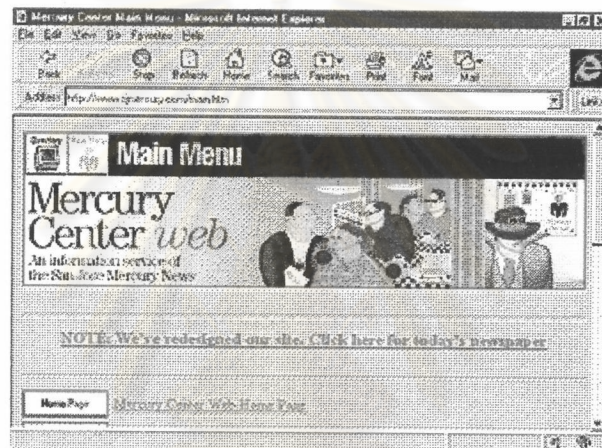 Mercury Center Main Menu - Microsoft Internet Explorer
File Edit View Go Favorites Help
Back Stop Refresh Home Search Favorites Print Font Mail
Address
Main Menu
Mercury
Center web
An information service of
the San Jose Mercury News
NOTE: We've redesigned our site. Click here for today's newspaper
Home Page Mercury Center Web Home Page